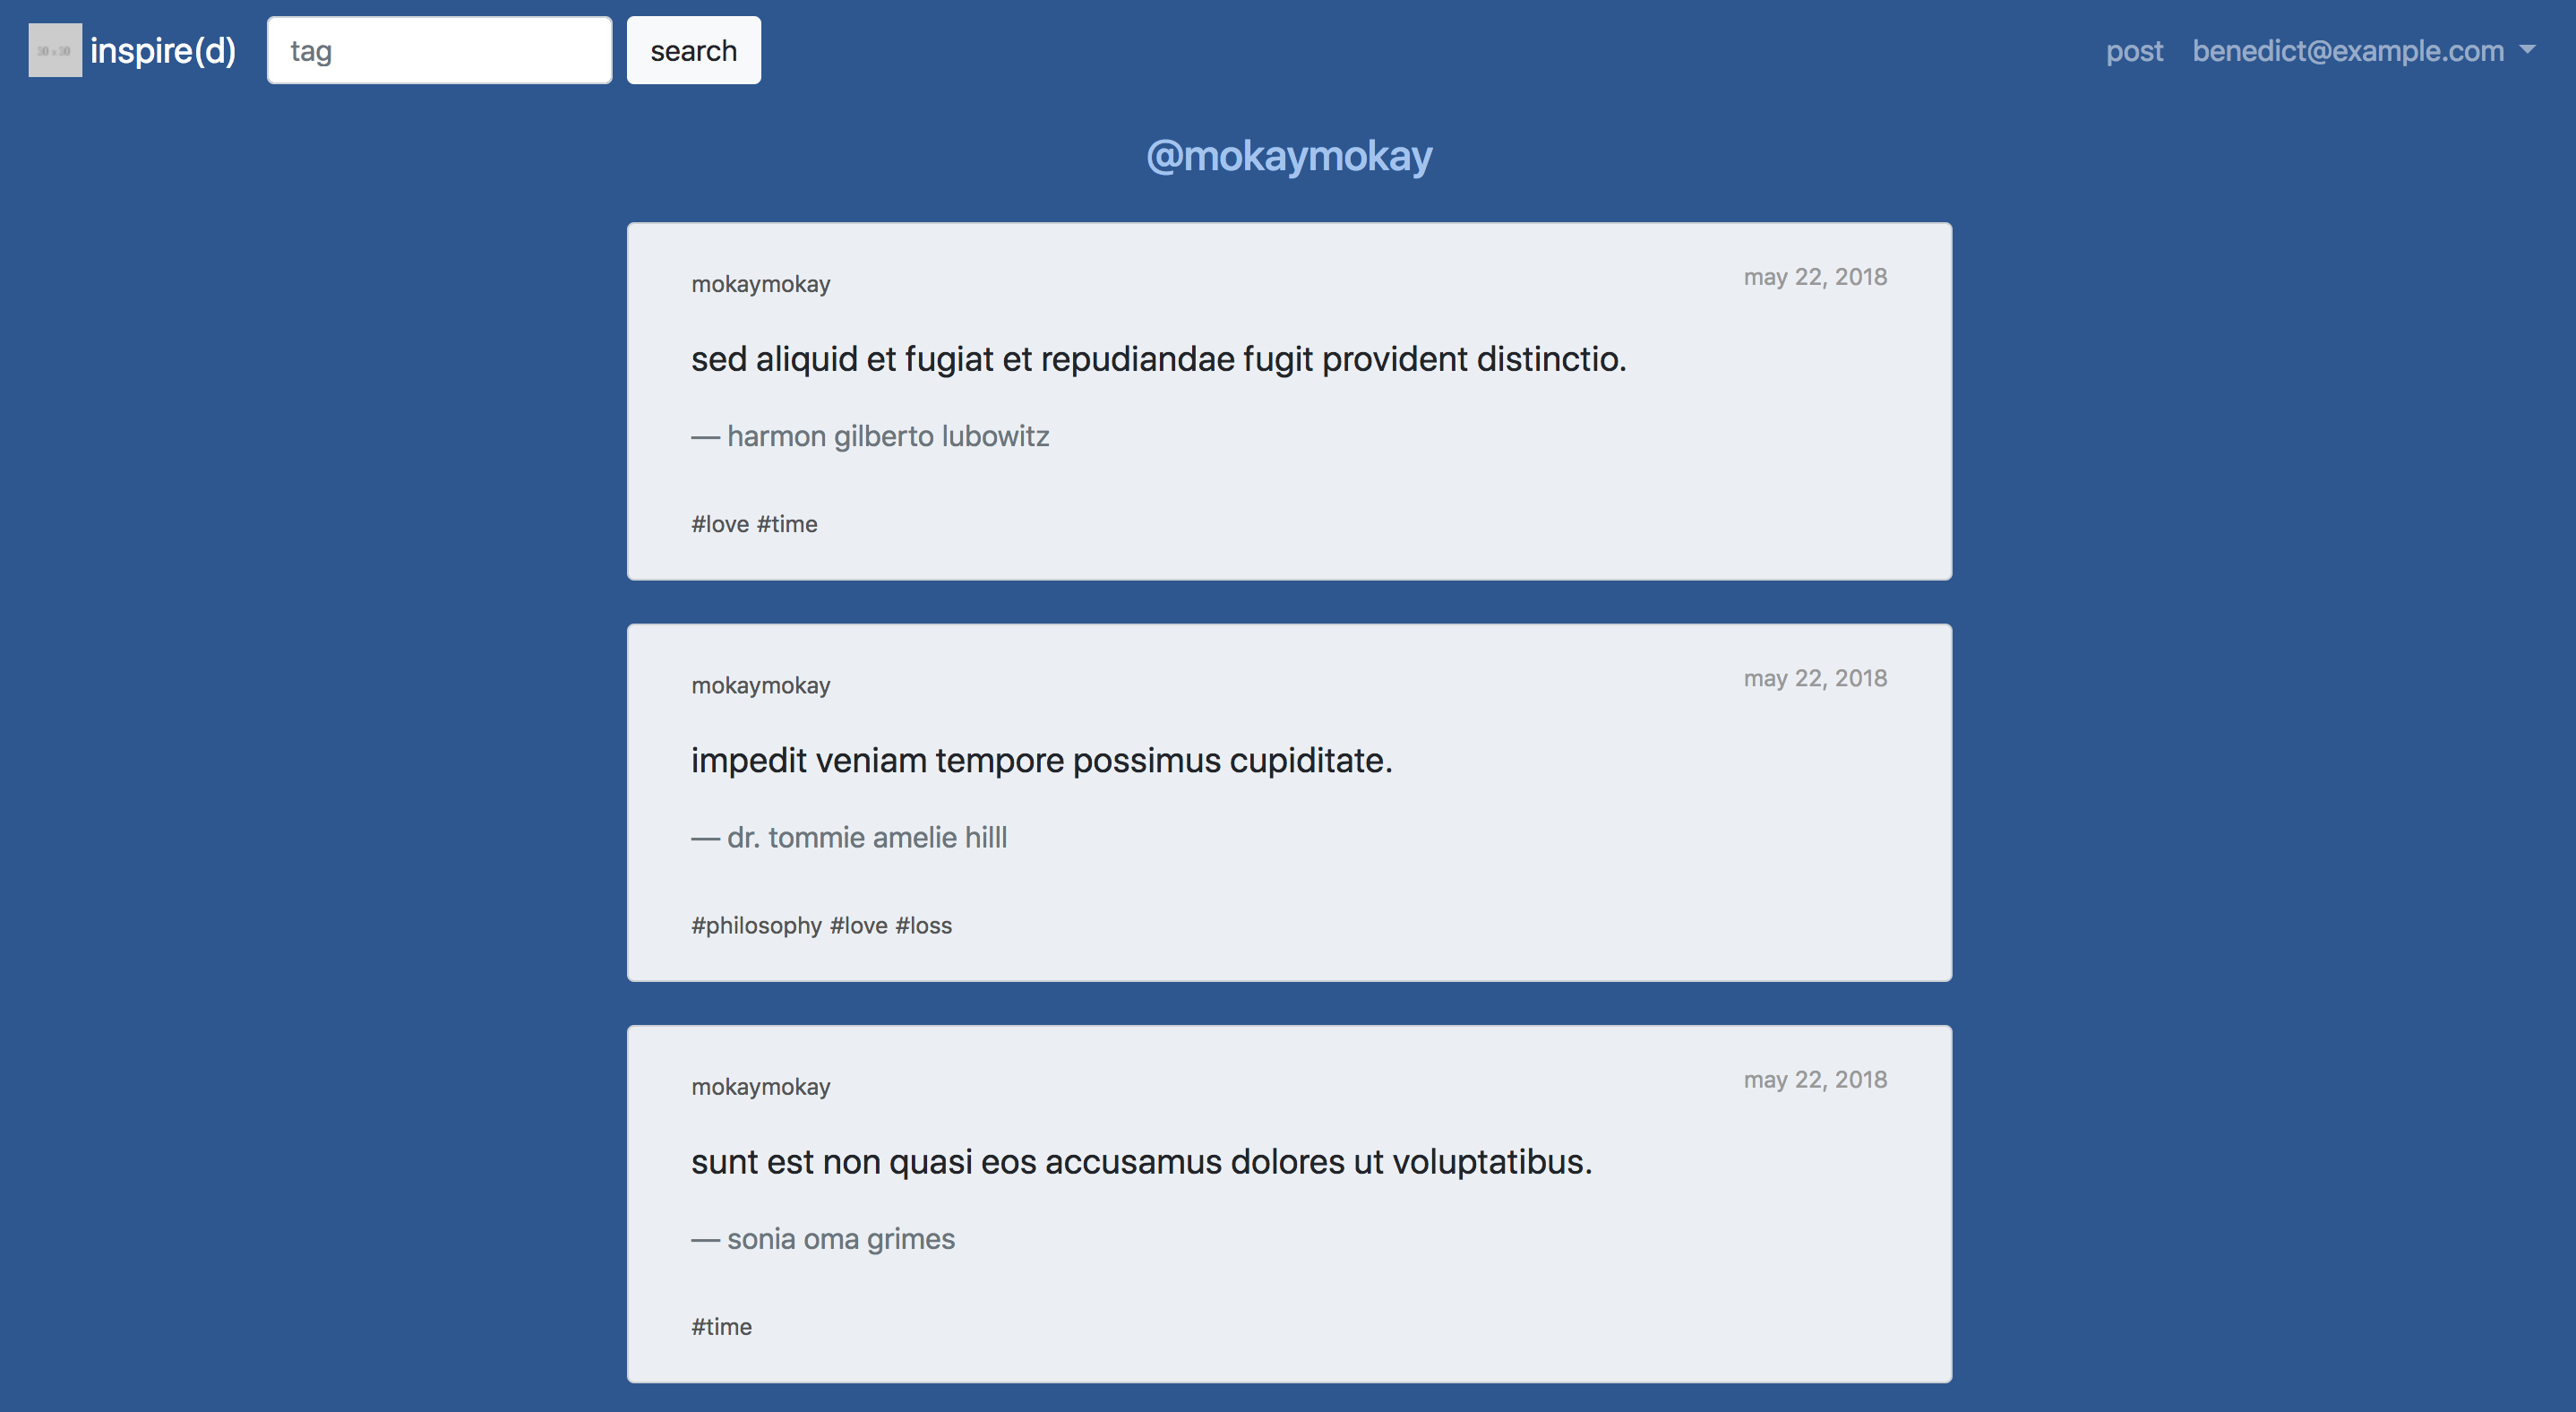 30 x 30 inspire(d) tag search post benedict@example.com
@mokaymokay
mokaymokay may 22, 2018
sed aliquid et fugiat et repudiandae fugit provident distinctio.
— harmon gilberto lubowitz
#love #time
mokaymokay may 22, 2018
impedit veniam tempore possimus cupiditate.
— dr. tommie amelie hilll
#philosophy #love #loss
mokaymokay may 22, 2018
sunt est non quasi eos accusamus dolores ut voluptatibus.
— sonia oma grimes
#time